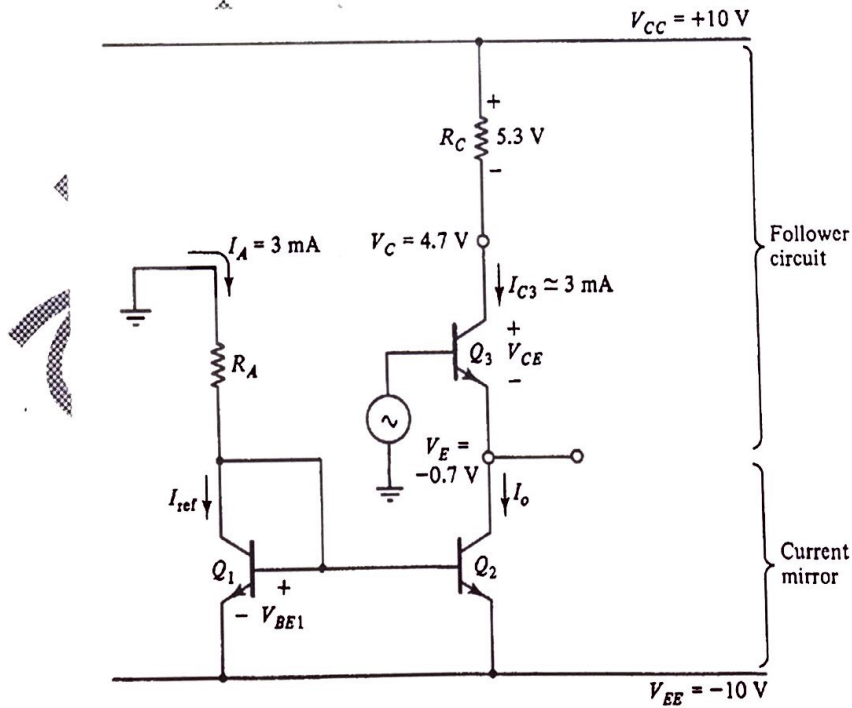 V_CC = +10 V
+
R_C 5.3 V
−
I_A = 3 mA
V_C = 4.7 V
Follower
circuit
I_C3 ≃ 3 mA
+
Q_3 V_CE
−
R_A
V_E =
−0.7 V
I_ref
I_o
Q_1
Q_2
+
− V_BE1
Current
mirror
V_EE = −10 V